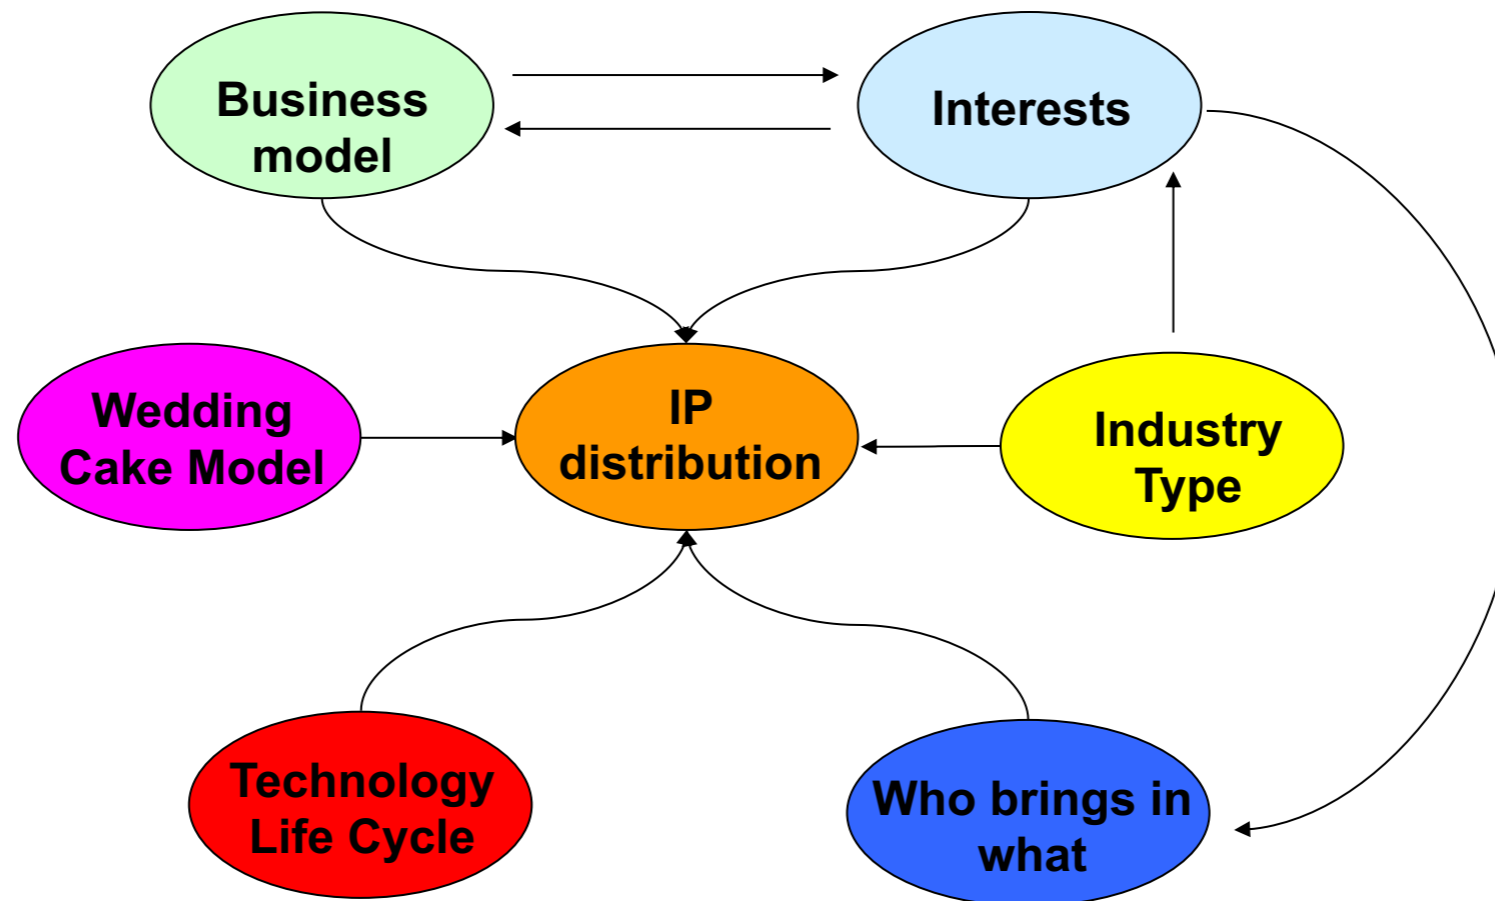 Business
model
Interests
Wedding
Cake Model
IP
distribution
Industry
Type
Technology
Life Cycle
Who brings in
what